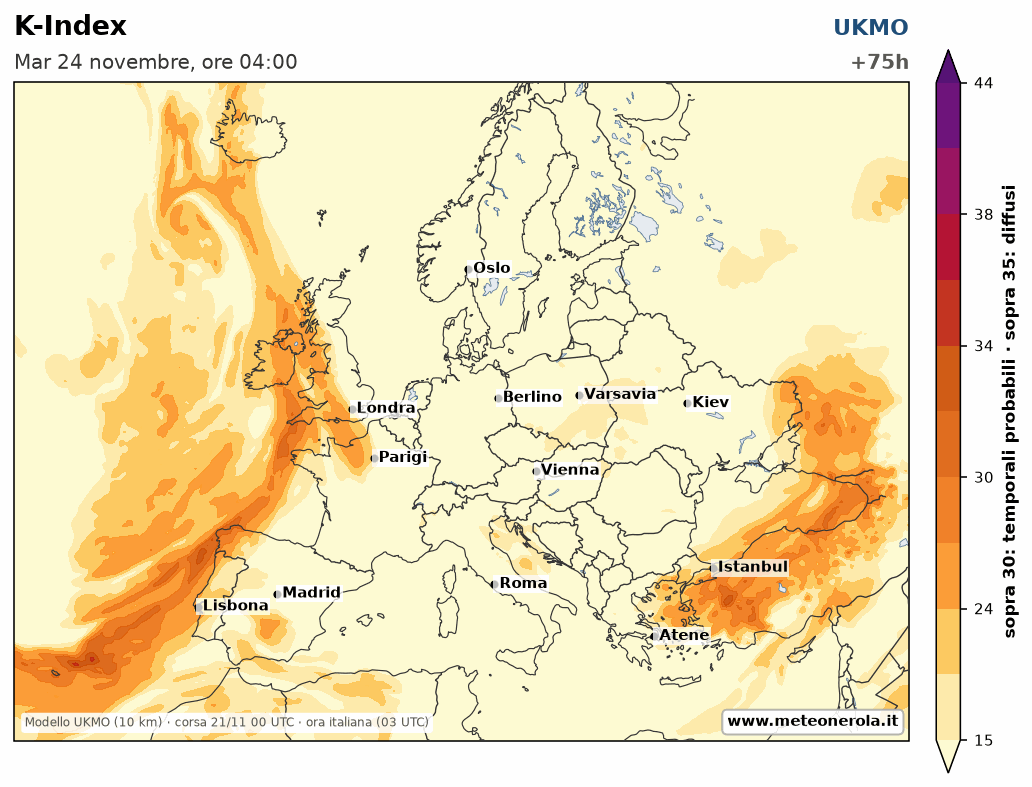 K-Index
UKMO
Mar 24 novembre, ore 04:00
+75h
44
38
34
30
24
15
sopra 30: temporali probabili · sopra 35: diffusi
Oslo
Londra
Berlino
Varsavia
Kiev
Parigi
Vienna
Istanbul
Roma
Madrid
Lisbona
Atene
Modello UKMO (10 km) · corsa 21/11 00 UTC · ora italiana (03 UTC)
www.meteonerola.it